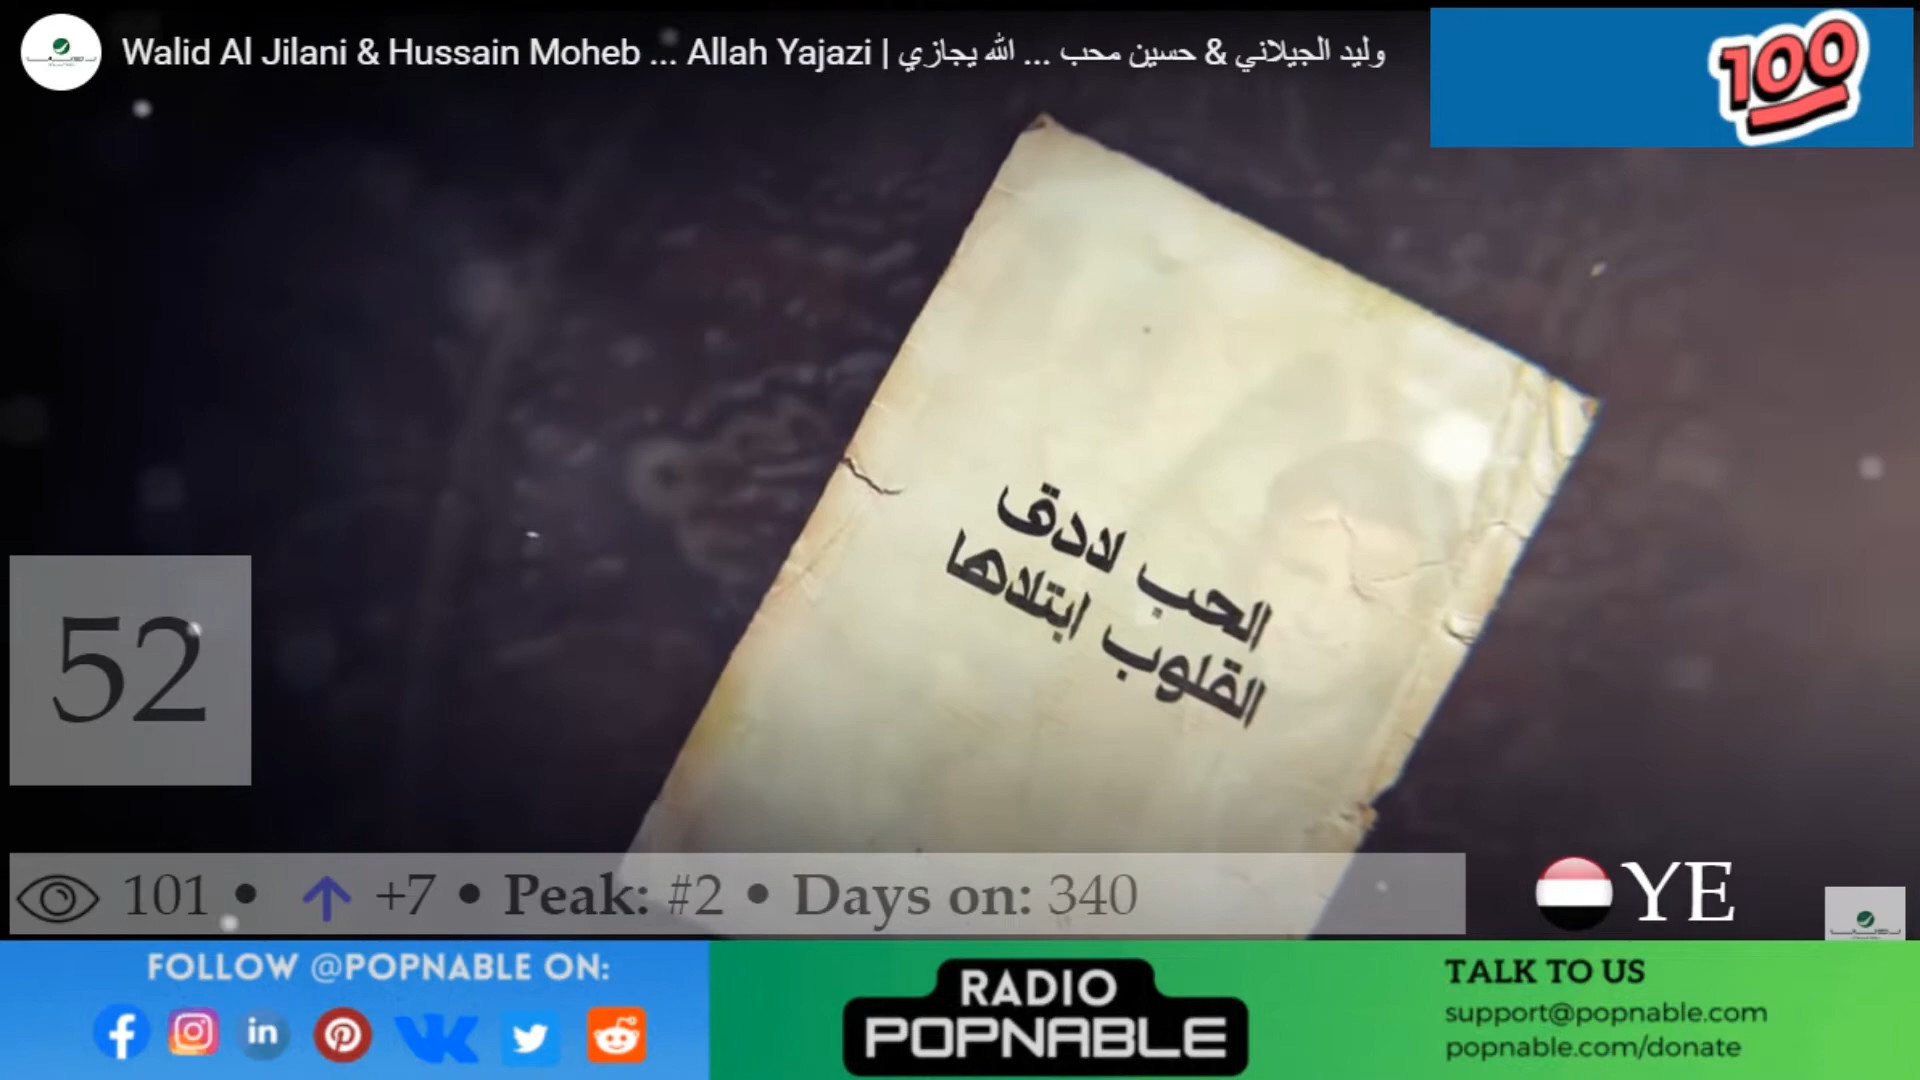 Walid Al Jilani & Hussain Moheb ... Allah Yajazi | وليد الجيلاني & حسين محب ... الله يجازي
100
الحب لادق
القلوب ابتلاها
52
101 • +7 • Peak: #2 • Days on: 340
YE
FOLLOW @POPNABLE ON:
RADIO
POPNABLE
TALK TO US
support@popnable.com
popnable.com/donate